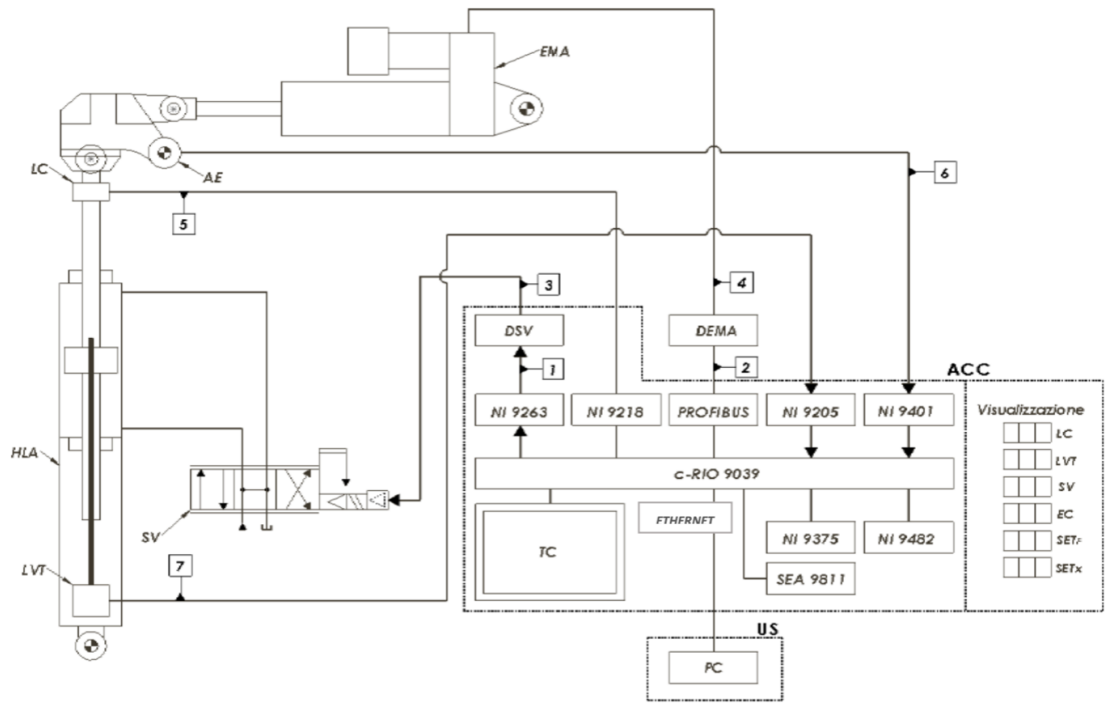 EMA
AE
LC
5
6
3
4
DSV
DEMA
1
2
ACC
NI 9263
NI 9218
PROFIBUS
NI 9205
NI 9401
Visualizzazione
LC
LVT
SV
EC
SETF
SETx
HLA
c-RIO 9039
SV
TC
ETHERNET
NI 9375
NI 9482
SEA 9811
LVT
7
US
PC